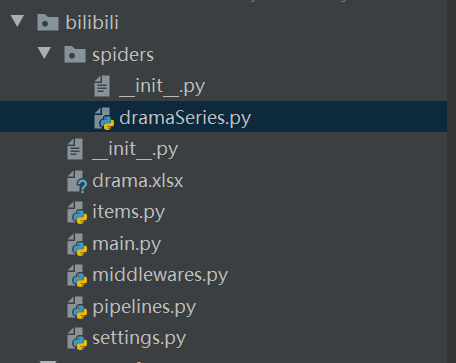 bilibili
spiders
__init__.py
dramaSeries.py
__init__.py
drama.xlsx
items.py
main.py
middlewares.py
pipelines.py
settings.py